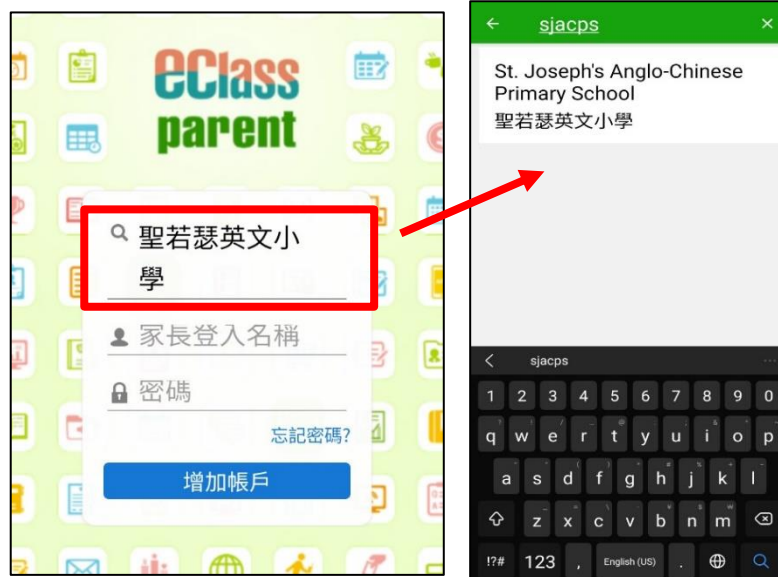 eClass
parent
聖若瑟英文小
學
家長登入名稱
密碼
忘記密碼?
增加帳戶
sjacps
St. Joseph's Anglo-Chinese
Primary School
聖若瑟英文小學
sjacps
1 2 3 4 5 6 7 8 9 0
q w e r t y u i o p
a s d f g h j k l
z x c v b n m
!?# 123 , English (US) .